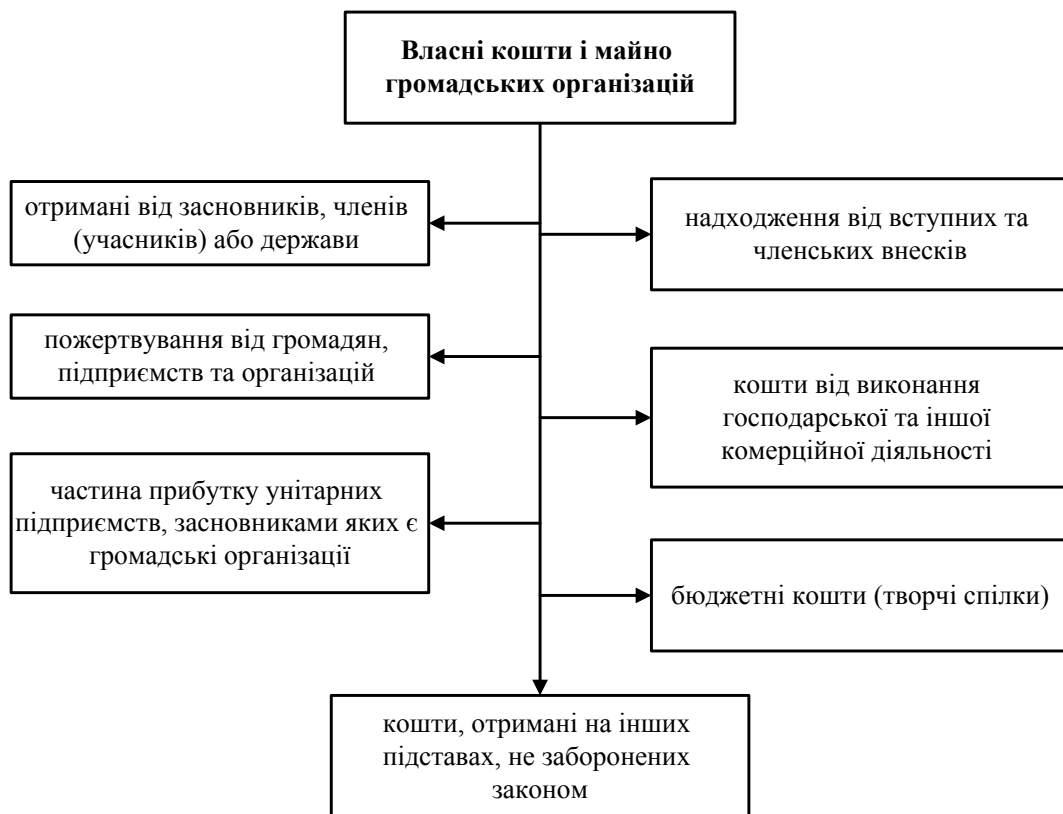 Власні кошти і майно
громадських організацій
отримані від засновників, членів
(учасників) або держави
надходження від вступних та
членських внесків
пожертвування від громадян,
підприємств та організацій
кошти від виконання
господарської та іншої
комерційної діяльності
частина прибутку унітарних
підприємств, засновниками яких є
громадські організації
бюджетні кошти (творчі спілки)
кошти, отримані на інших
підставах, не заборонених
законом